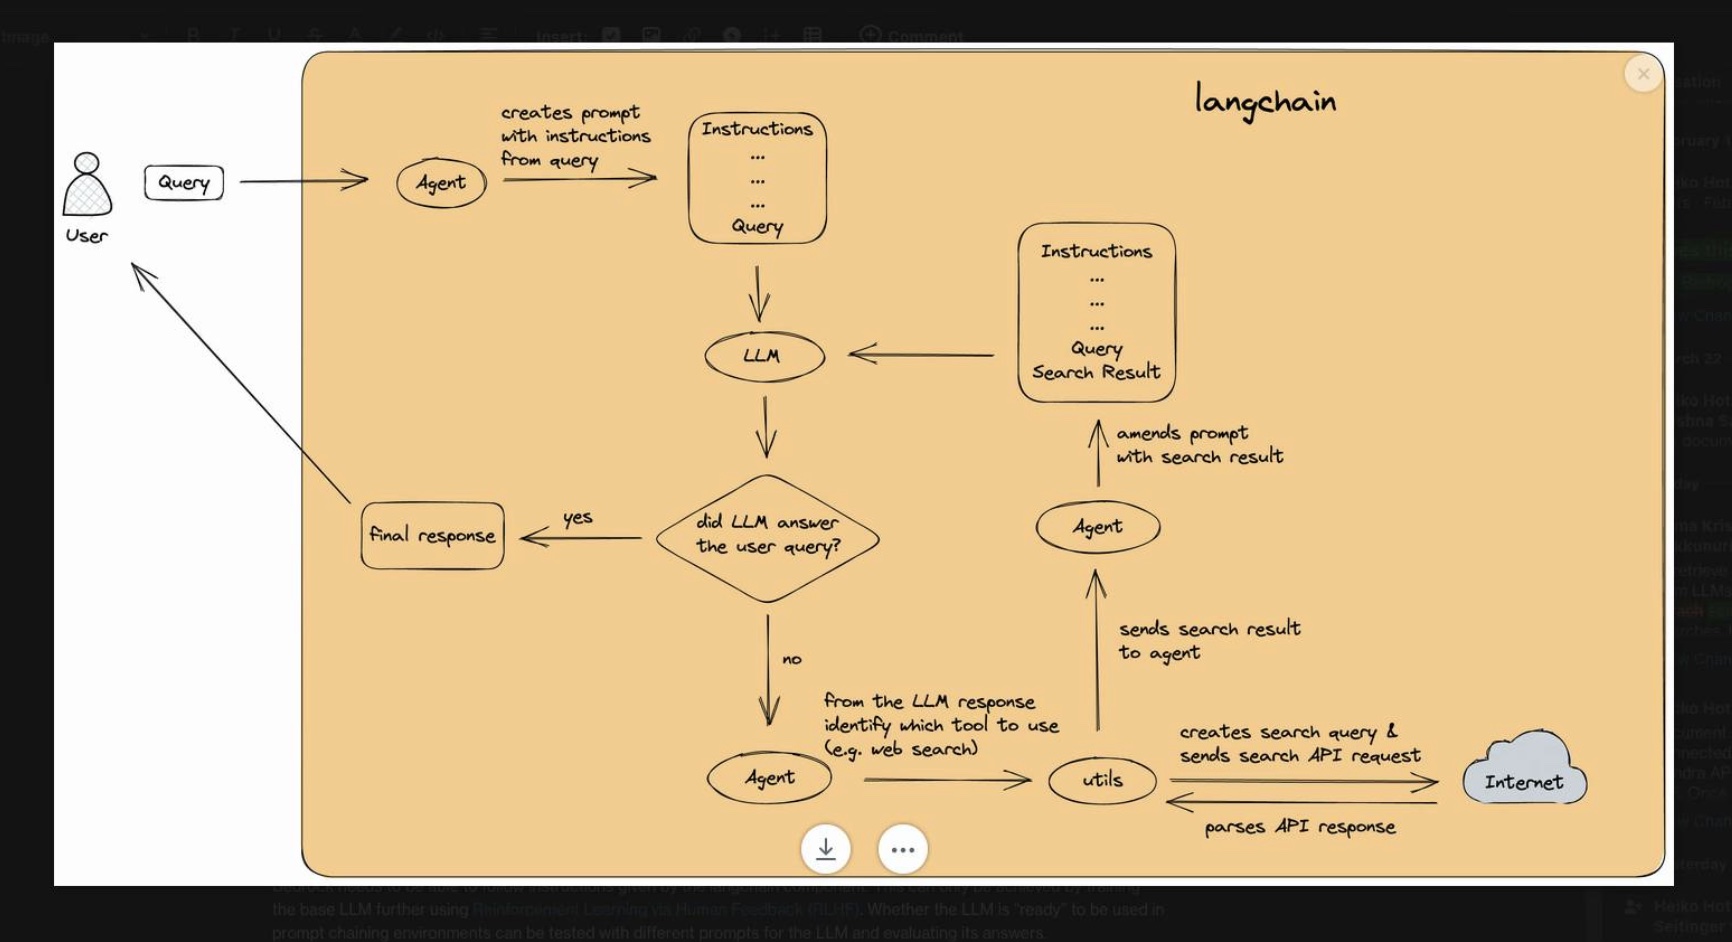 Image
Insert:
Comment
langchain
creates prompt
with instructions
from query
Instructions
...
...
...
Query
Query
Agent
User
Instructions
...
...
...
Query
Search Result
LLM
amends prompt
with search result
did LLM answer
the user query?
yes
final response
Agent
sends search result
to agent
no
from the LLM response
identify which tool to use
(e.g. web search)
creates search query &
sends search API request
Agent
utils
Internet
parses API response
bedrock needs to be able to follow instructions given by the langchain component. This can only be achieved by training
the base LLM further using Reinforcement Learning via Human Feedback (RLHF). Whether the LLM is "ready" to be used in
prompt chaining environments can be tested with different prompts for the LLM and evaluating its answers.
Heiko Hot